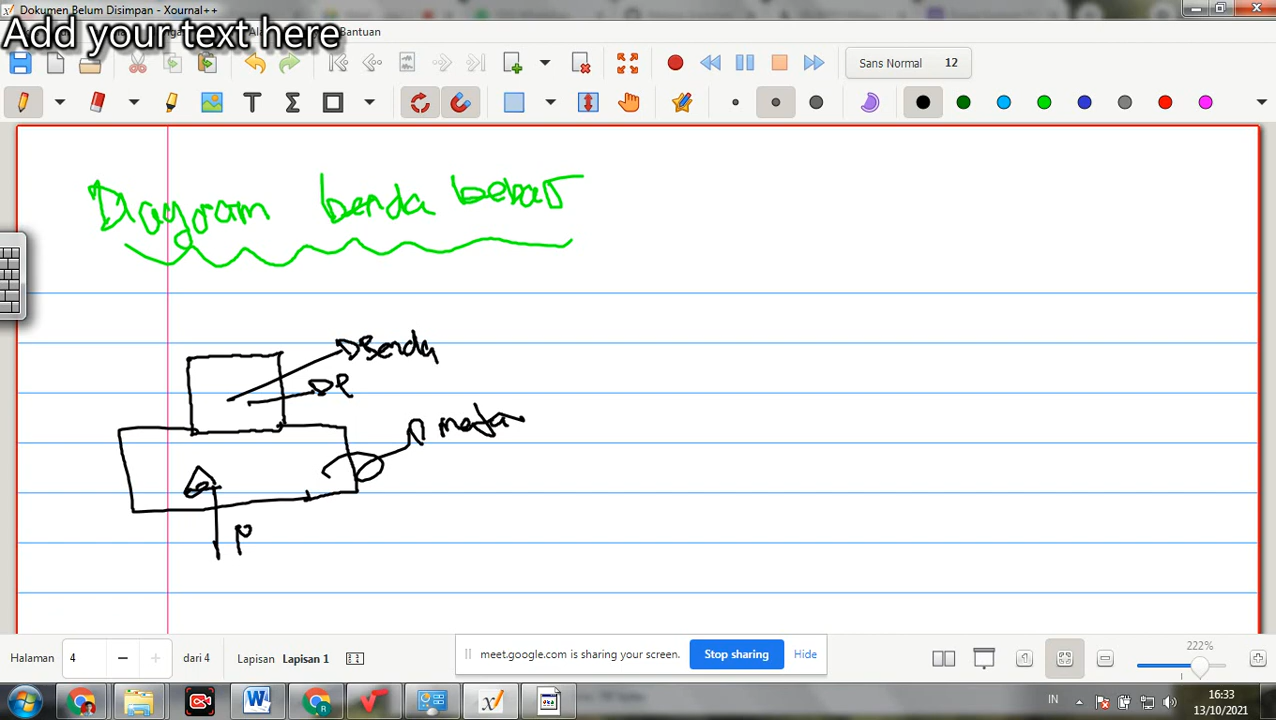 Dokumen Belum Disimpan - Xournal++
Add your text here
Bantuan
Sans Normal 12
Diagram benda bebas
Benda
P
meja
P
Halaman 4 dari 4 Lapisan Lapisan 1
meet.google.com is sharing your screen. Stop sharing Hide
222%
IN 16:33
13/10/2021